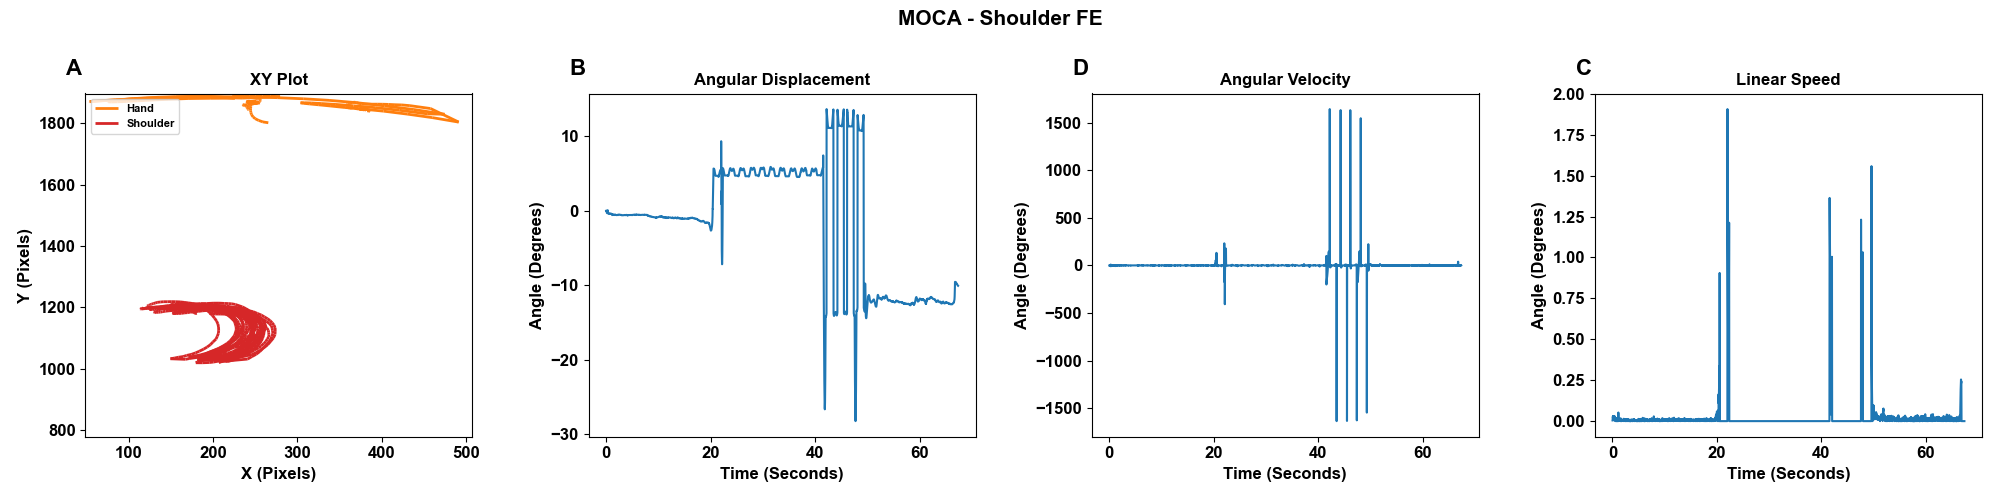 MOCA - Shoulder FE
A
XY Plot
Hand
Shoulder
1800
1600
1400
1200
1000
800
100
200
300
400
500
Y (Pixels)
X (Pixels)
B
Angular Displacement
10
0
−10
−20
−30
0
20
40
60
Angle (Degrees)
Time (Seconds)
D
Angular Velocity
1500
1000
500
0
−500
−1000
−1500
0
20
40
60
Angle (Degrees)
Time (Seconds)
C
Linear Speed
2.00
1.75
1.50
1.25
1.00
0.75
0.50
0.25
0.00
0
20
40
60
Angle (Degrees)
Time (Seconds)